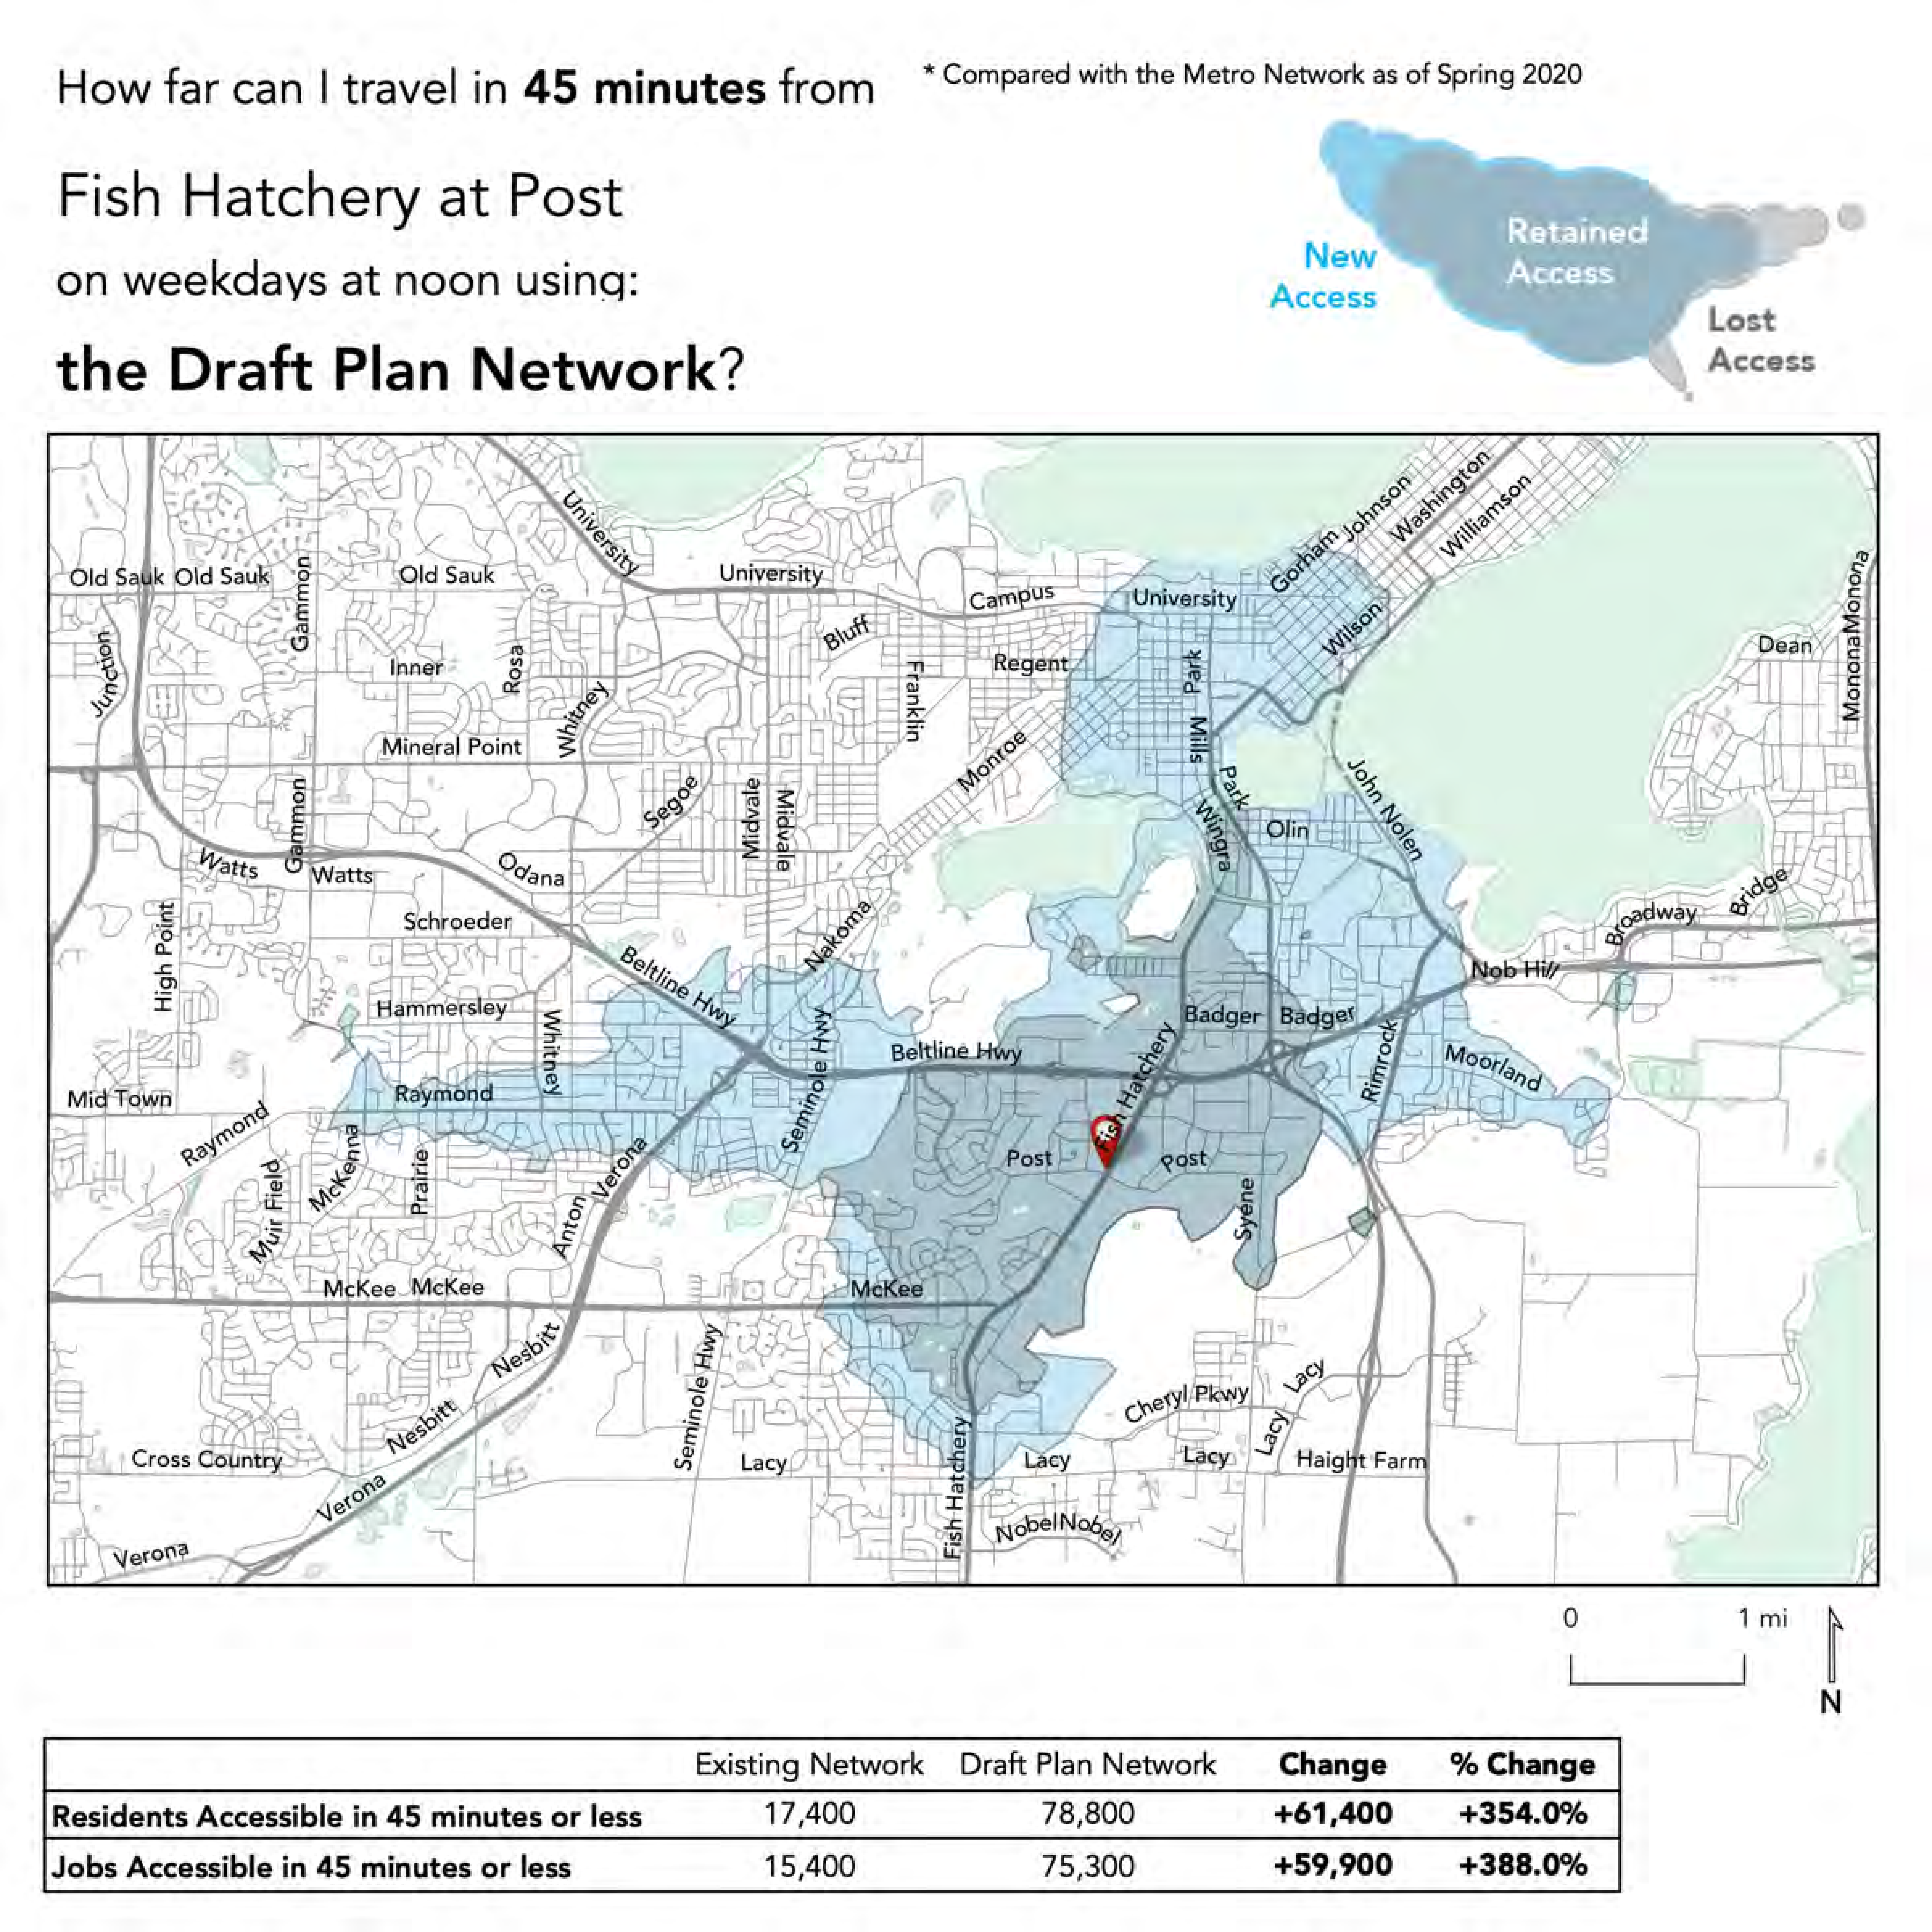 How far can I travel in 45 minutes from
* Compared with the Metro Network as of Spring 2020
Fish Hatchery at Post
on weekdays at noon using:
the Draft Plan Network?
New
Access
Retained
Access
Lost
Access
Johnson
Washington
Williamson
Gorham
University
Old Sauk
Old Sauk
Gammon
Old Sauk
University
Campus
University
Wilson
Monona
Monona
Dean
Junction
Inner
Rosa
Whitney
Bluff
Franklin
Regent
Park
Mills
Mineral Point
Monroe
Park
John Nolen
Segoe
Midvale
Midvale
Gammon
Wingra
Olin
Watts
Watts
Odana
Schroeder
High Point
Nakoma
Beltline Hwy
Broadway
Bridge
Nob Hill
Hammersley
Whitney
Seminole Hwy
Beltline Hwy
Badger
Badger
Fish Hatchery
Rimrock
Moorland
Mid Town
Raymond
Raymond
McKenna
Muir Field
Prairie
Verona
Anton
Post
Post
Syene
McKee
McKee
McKee
Nesbitt
Nesbitt
Seminole Hwy
Cheryl Pkwy
Lacy
Lacy
Cross Country
Lacy
Lacy
Lacy
Haight Farm
Verona
Verona
Fish Hatchery
Nobel
Nobel
0
1 mi
N
Existing Network Draft Plan Network Change % Change
Residents Accessible in 45 minutes or less 17,400 78,800 +61,400 +354.0%
Jobs Accessible in 45 minutes or less 15,400 75,300 +59,900 +388.0%